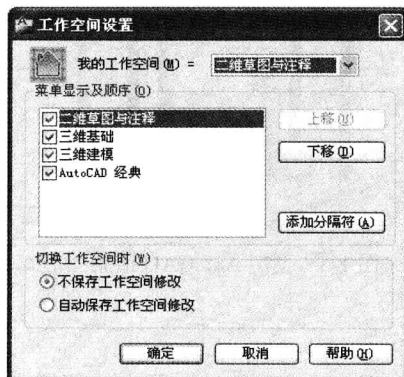 工作空间设置
我的工作空间(M) = 二维草图与注释
菜单显示及顺序(O)
二维草图与注释
三维基础
三维建模
AutoCAD 经典
上移(U)
下移(D)
添加分隔符(A)
切换工作空间时(W)
不保存工作空间修改
自动保存工作空间修改
确定
取消
帮助(H)